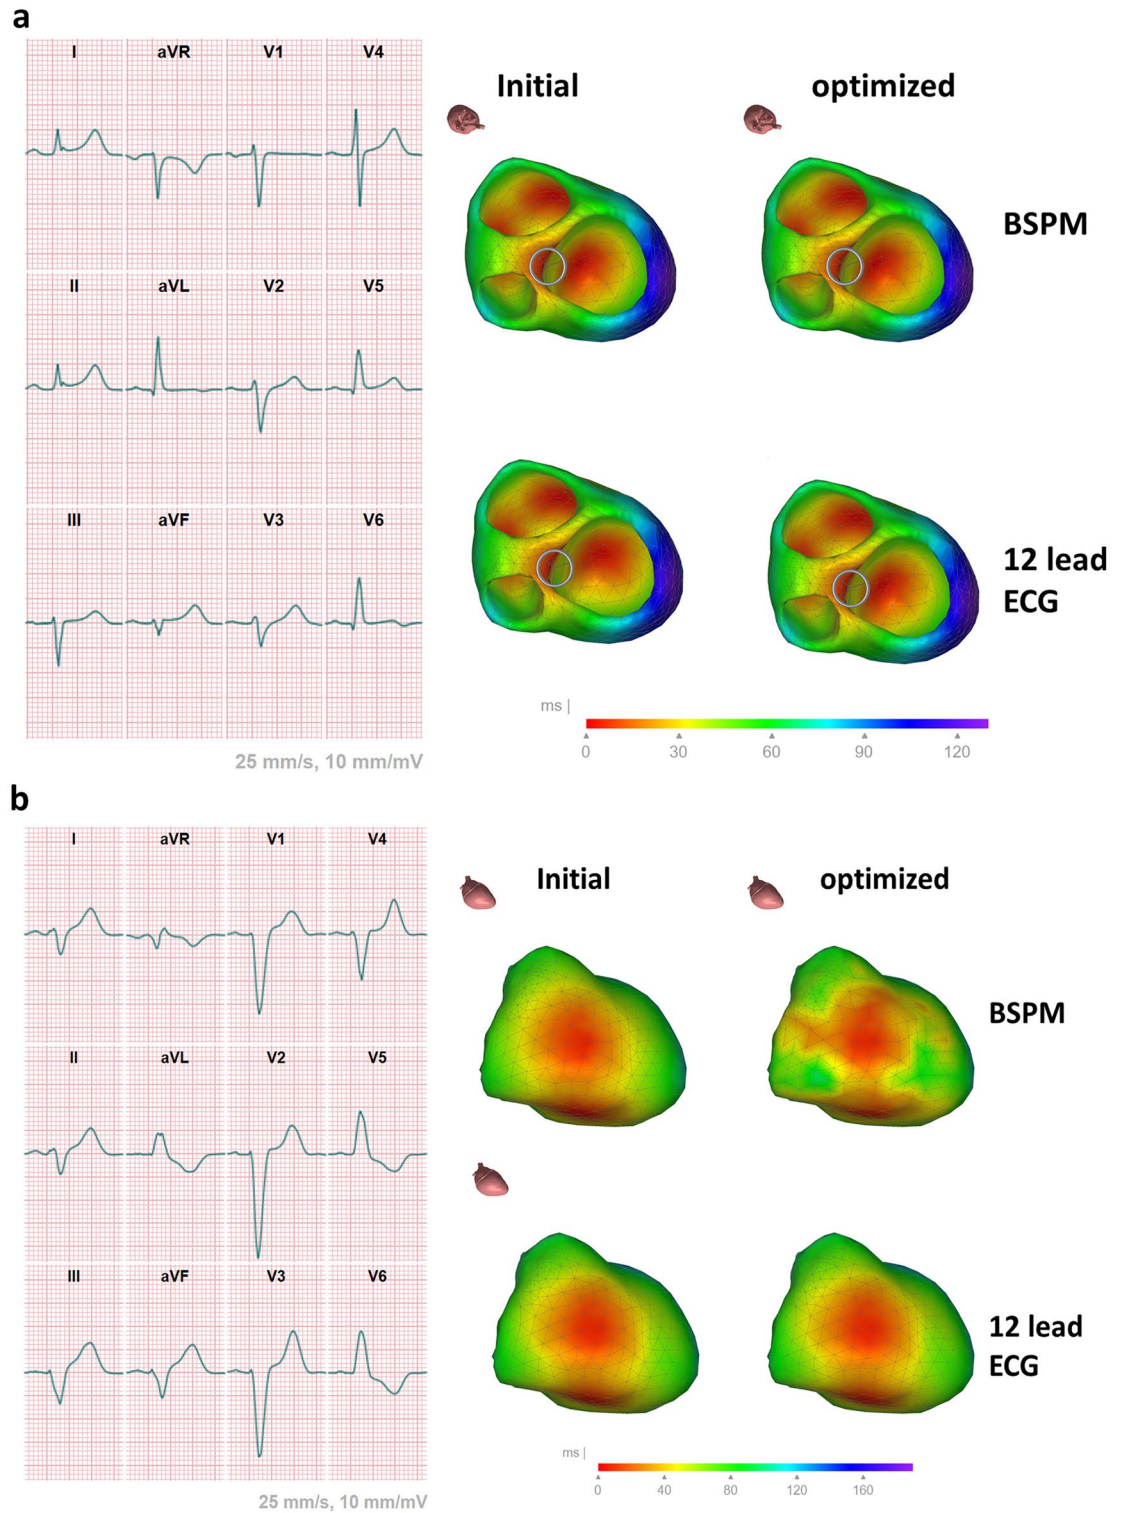 a
I aVR V1 V4
II aVL V2 V5
III aVF V3 V6
25 mm/s, 10 mm/mV
Initial optimized
BSPM
12 lead
ECG
ms |
0 30 60 90 120
b
I aVR V1 V4
II aVL V2 V5
III aVF V3 V6
25 mm/s, 10 mm/mV
Initial optimized
BSPM
12 lead
ECG
ms |
0 40 80 120 160